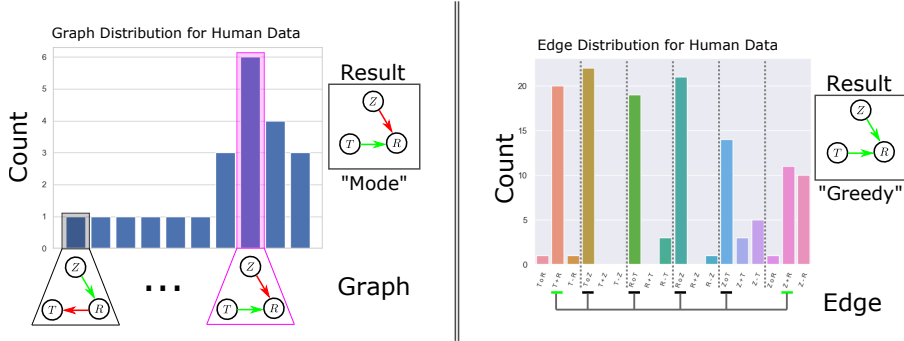 Graph Distribution for Human Data
Count
6
5
4
3
2
1
0
Result
Z
T
R
"Mode"
Z
T
R
...
Z
T
R
Graph
Edge Distribution for Human Data
Count
20
15
10
5
0
T o R
T + R
T - R
T o Z
T + Z
T - Z
R o T
R + T
R - T
R o Z
R + Z
R - Z
Z o T
Z + T
Z - T
Z o R
Z + R
Z - R
Result
Z
T
R
"Greedy"
Edge